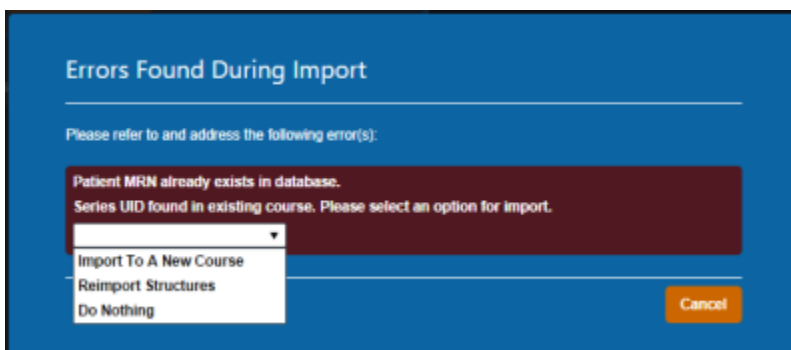 Errors Found During Import
Please refer to and address the following error(s):
Patient MRN already exists in database.
Series UID found in existing course. Please select an option for import.
Import To A New Course
Reimport Structures
Do Nothing
Cancel